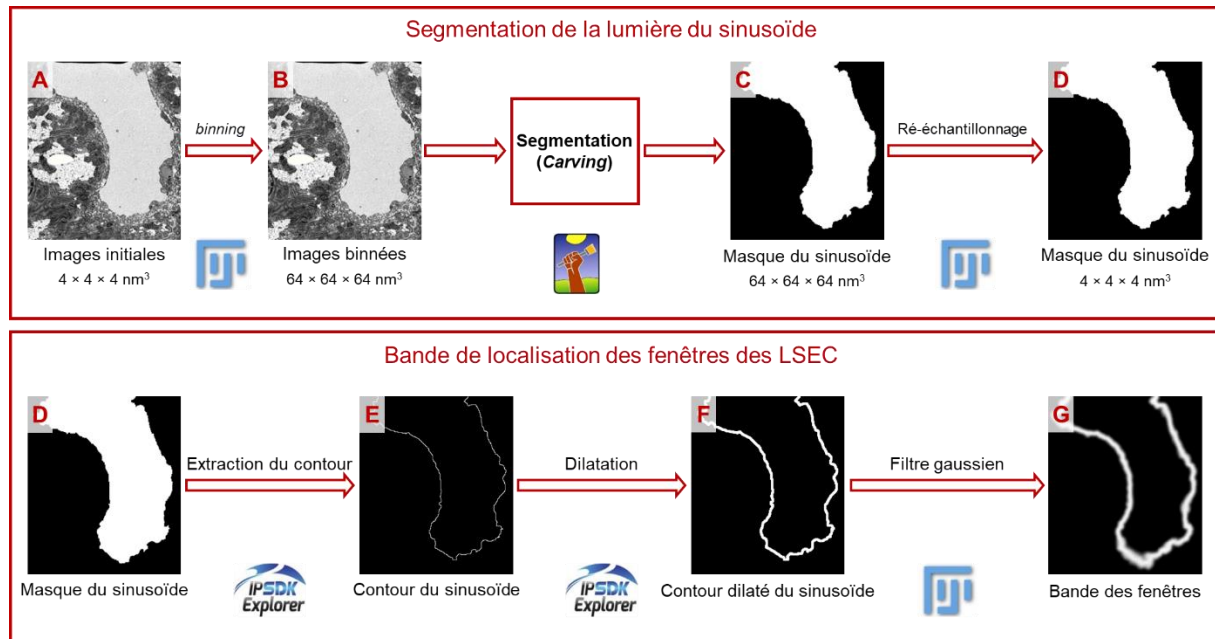 Segmentation de la lumière du sinusoïde
A
B
C
D
binning
Segmentation
(Carving)
Ré-échantillonnage
Images initiales
4 × 4 × 4 nm³
Images binnées
64 × 64 × 64 nm³
Masque du sinusoïde
64 × 64 × 64 nm³
Masque du sinusoïde
4 × 4 × 4 nm³
Bande de localisation des fenêtres des LSEC
D
E
F
G
Extraction du contour
Dilatation
Filtre gaussien
Masque du sinusoïde
IPSDK
Explorer
Contour du sinusoïde
IPSDK
Explorer
Contour dilaté du sinusoïde
Bande des fenêtres